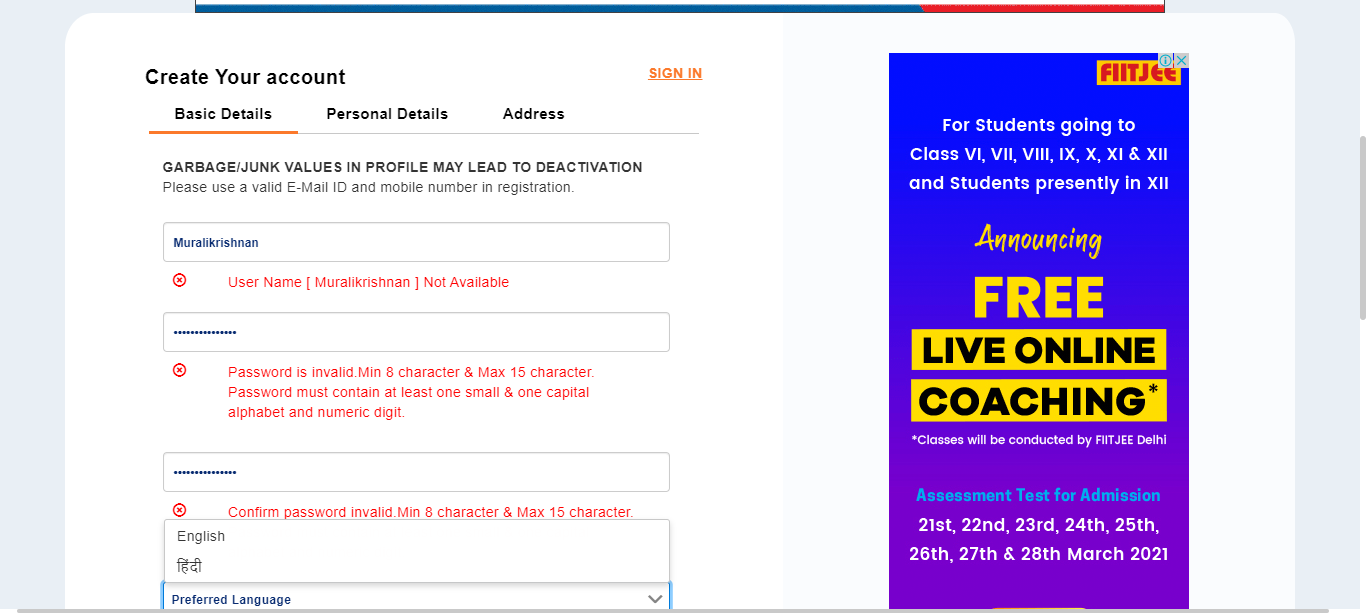 Create Your account
SIGN IN
Basic Details
Personal Details
Address
GARBAGE/JUNK VALUES IN PROFILE MAY LEAD TO DEACTIVATION
Please use a valid E-Mail ID and mobile number in registration.
Muralikrishnan
User Name [ Muralikrishnan ] Not Available
•••••••••••••••
Password is invalid.Min 8 character & Max 15 character.
Password must contain at least one small & one capital
alphabet and numeric digit.
•••••••••••••••
Confirm password invalid.Min 8 character & Max 15 character.
English
हिंदी
Preferred Language
FIITJEE
For Students going to
Class VI, VII, VIII, IX, X, XI & XII
and Students presently in XII
Announcing
FREE
LIVE ONLINE
COACHING*
*Classes will be conducted by FIITJEE Delhi
Assessment Test for Admission
21st, 22nd, 23rd, 24th, 25th,
26th, 27th & 28th March 2021